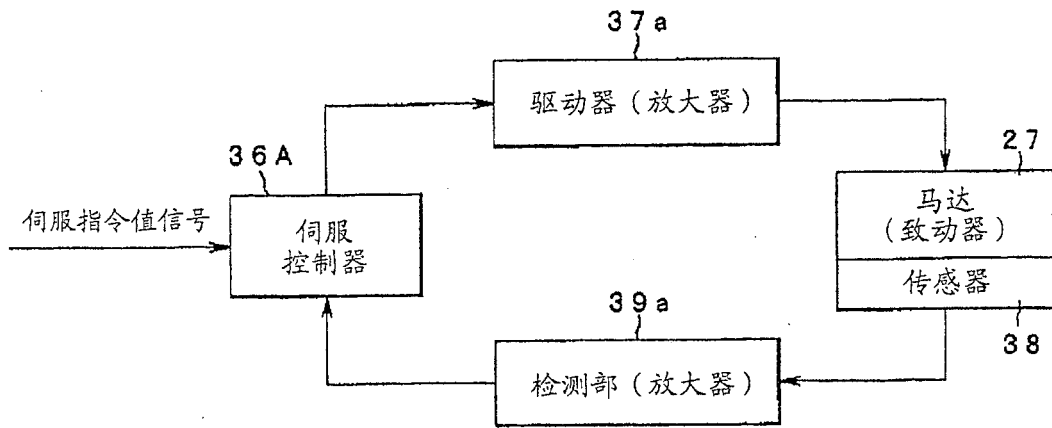 37a
驱动器(放大器)
36A
27
伺服指令值信号
伺服
控制器
马达
(致动器)
传感器
39a
38
检测部(放大器)